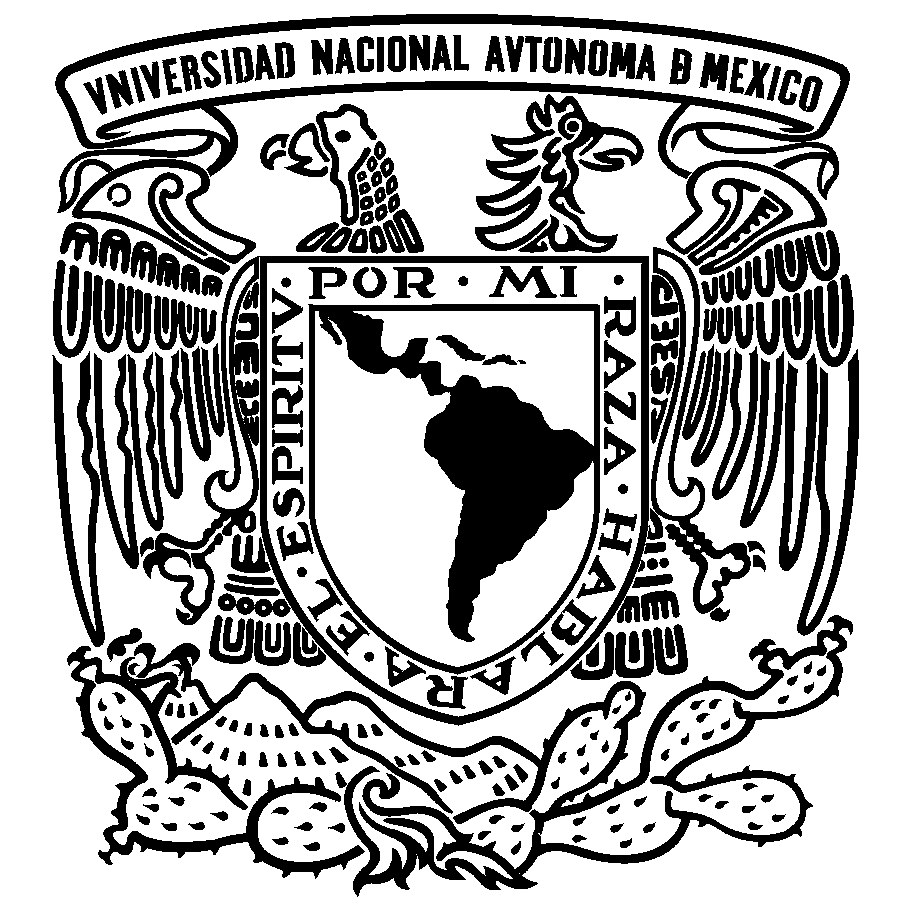 VNIVERSIDAD NACIONAL AVTONOMA D MEXICO
POR · MI · RAZA · HABLARA · EL · ESPIRITV ·